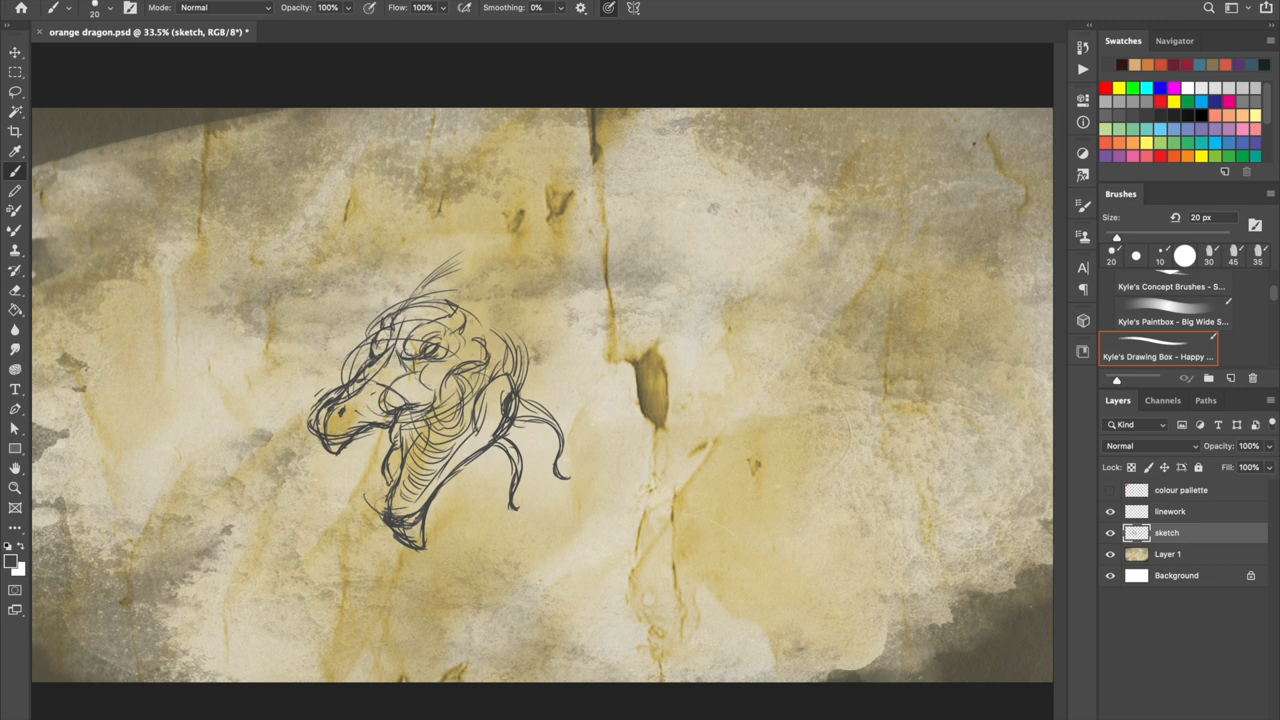 Mode: Normal Opacity: 100% Flow: 100% Smoothing: 0%
20
× orange dragon.psd @ 33.5% (sketch, RGB/8*) *
Swatches Navigator
Brushes
Size: 20 px
20 10 30 45 35
Kyle's Concept Brushes - S...
Kyle's Paintbox - Big Wide S...
Kyle's Drawing Box - Happy ...
Layers Channels Paths
Kind
Normal Opacity: 100%
Lock: Fill: 100%
colour pallette
linework
sketch
Layer 1
Background